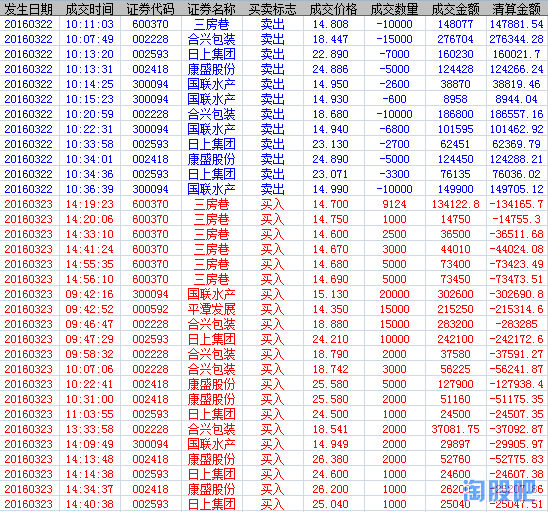 发生日期 成交时间 证券代码 证券名称 买卖标志 成交价格 成交数量 成交金额 清算金额
20160322 10:11:03 600370 三房巷 卖出 14.808 -10000 148077 147881.54
20160322 10:12:47 002228 合兴包装 卖出 18.447 -15000 276704 276344.28
20160322 10:13:20 002593 日上集团 卖出 22.890 -7000 160230 160021.7
20160322 10:13:31 002418 康盛股份 卖出 24.886 -5000 124428 124266.24
20160322 10:14:25 300094 国联水产 卖出 14.950 -2600 38870 38819.46
20160322 10:15:23 300094 国联水产 卖出 14.930 -600 8958 8944.04
20160322 10:20:59 002228 合兴包装 卖出 18.680 -10000 186800 186557.16
20160322 10:22:31 300094 国联水产 卖出 14.940 -6800 101595 101462.92
20160322 10:33:58 002593 日上集团 卖出 23.130 -2700 62451 62369.79
20160322 10:34:01 002418 康盛股份 卖出 24.890 -5000 124450 124288.21
20160322 10:34:36 002593 日上集团 卖出 23.071 -3300 76135 76036.02
20160322 10:36:39 300094 国联水产 卖出 14.990 -10000 149900 149705.12
20160323 14:19:23 600370 三房巷 买入 14.700 9124 134122.8 -134165.7
20160323 14:20:06 600370 三房巷 买入 14.750 1000 14750 -14755.3
20160323 14:33:10 600370 三房巷 买入 14.600 2500 36500 -36511.68
20160323 14:41:24 600370 三房巷 买入 14.670 3000 44010 -44024.08
20160323 14:55:35 600370 三房巷 买入 14.680 5000 73400 -73423.49
20160323 14:56:10 600370 三房巷 买入 14.690 5000 73450 -73473.51
20160323 09:42:16 300094 国联水产 买入 15.130 20000 302600 -302690.8
20160323 09:42:52 000592 平潭发展 买入 14.350 15000 215250 -215314.6
20160323 09:46:47 002228 合兴包装 买入 18.880 15000 283200 -283285
20160323 09:47:29 002593 日上集团 买入 24.210 10000 242100 -242172.6
20160323 09:58:32 002228 合兴包装 买入 18.790 2000 37580 -37591.27
20160323 10:07:06 002228 合兴包装 买入 18.742 3000 56225 -56241.87
20160323 10:22:41 002418 康盛股份 买入 25.580 5000 127900 -127938.4
20160323 10:31:00 002418 康盛股份 买入 25.580 2000 51160 -51175.35
20160323 11:03:55 002593 日上集团 买入 24.500 1000 24500 -24507.35
20160323 13:33:58 002228 合兴包装 买入 18.541 2000 37081.75 -37092.87
20160323 14:09:49 300094 国联水产 买入 14.949 2000 29897 -29905.97
20160323 14:13:48 002418 康盛股份 买入 26.380 2000 52760 -52775.83
20160323 14:14:38 002593 日上集团 买入 24.600 1000 24600 -24607.38
20160323 14:34:37 002418 康盛股份 买入 26.200 1000 26200 -26207.86
20160323 14:40:38 002593 日上集团 买入 25.040 1000 25040 -25047.51
淘股吧